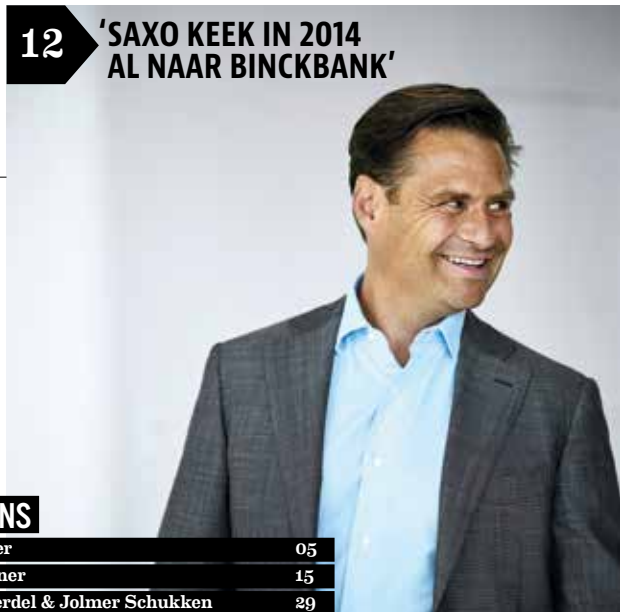 12
'SAXO KEEK IN 2014
AL NAAR BINCKBANK'
NS
er 05
ner 15
erdel & Jolmer Schukken 29